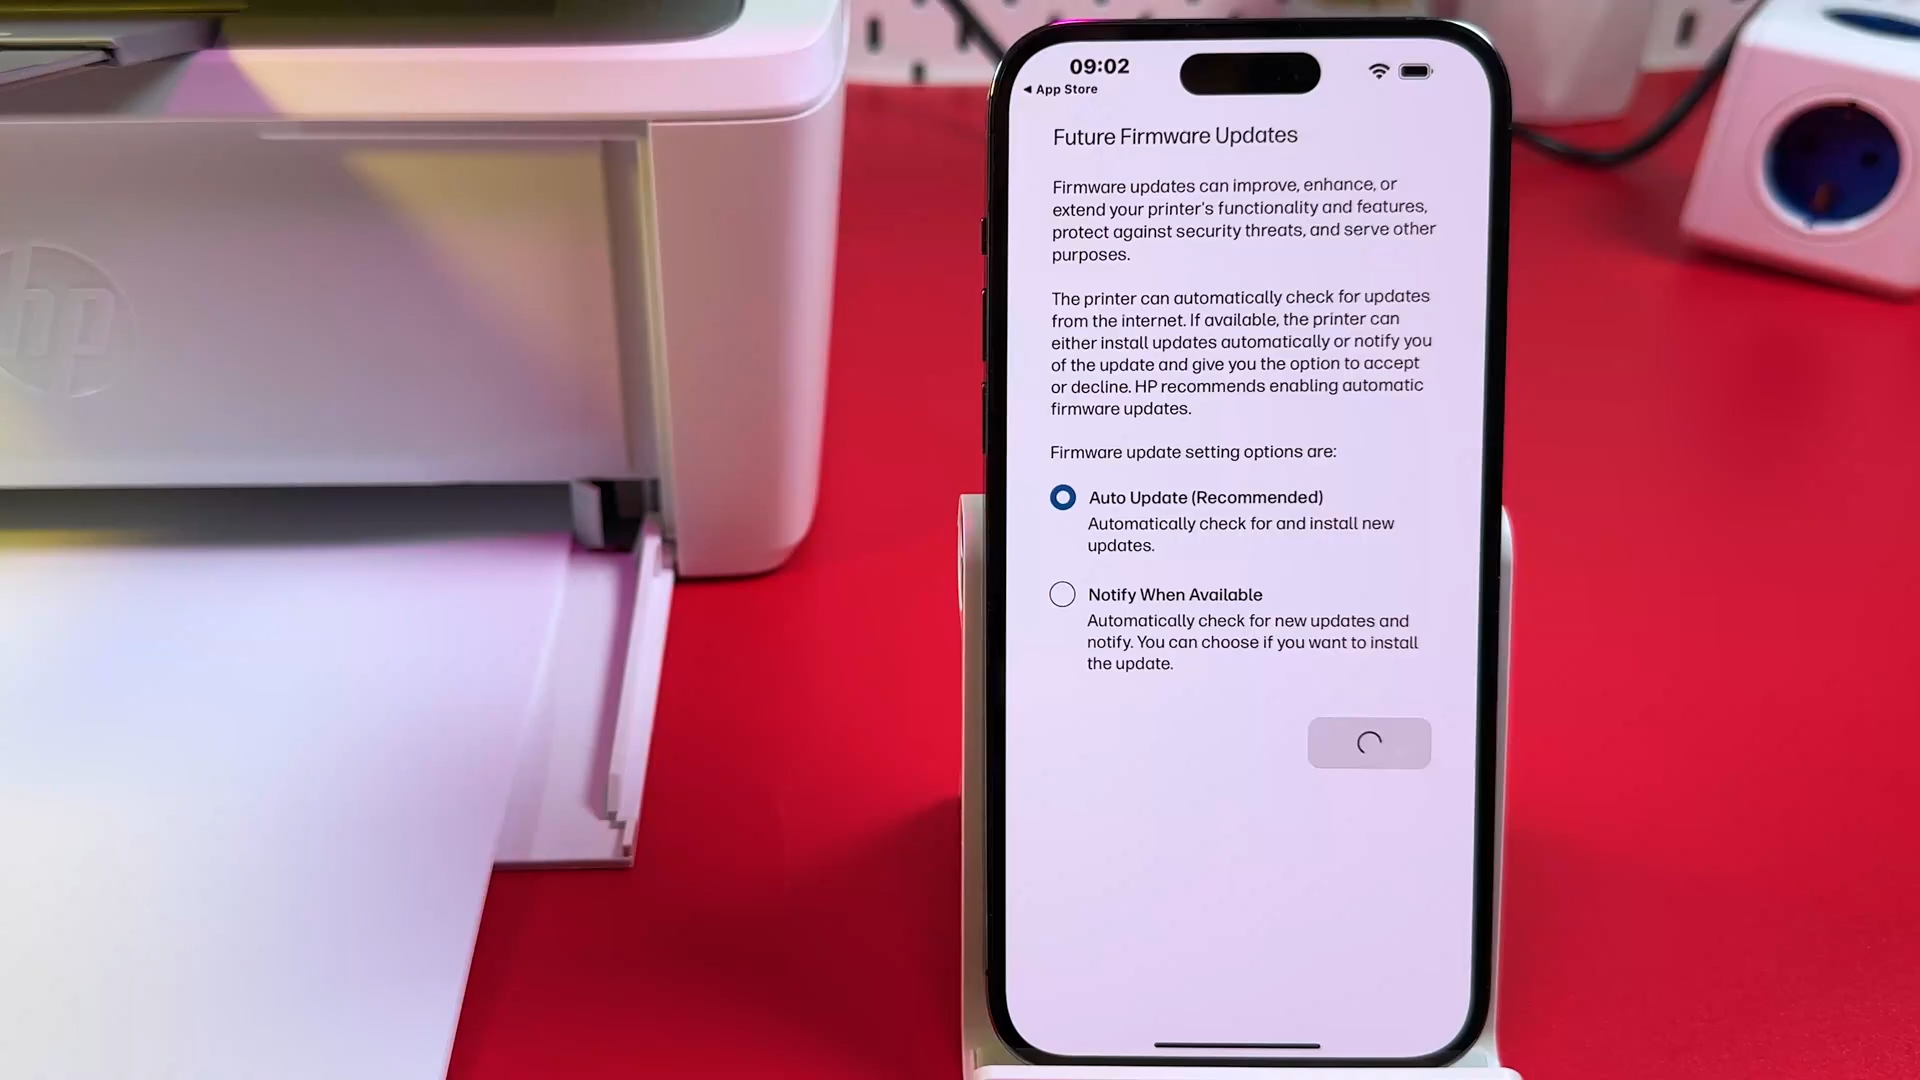 09:02
◀ App Store
Future Firmware Updates
Firmware updates can improve, enhance, or
extend your printer's functionality and features,
protect against security threats, and serve other
purposes.
The printer can automatically check for updates
from the internet. If available, the printer can
either install updates automatically or notify you
of the update and give you the option to accept
or decline. HP recommends enabling automatic
firmware updates.
Firmware update setting options are:
Auto Update (Recommended)
Automatically check for and install new
updates.
Notify When Available
Automatically check for new updates and
notify. You can choose if you want to install
the update.
hp